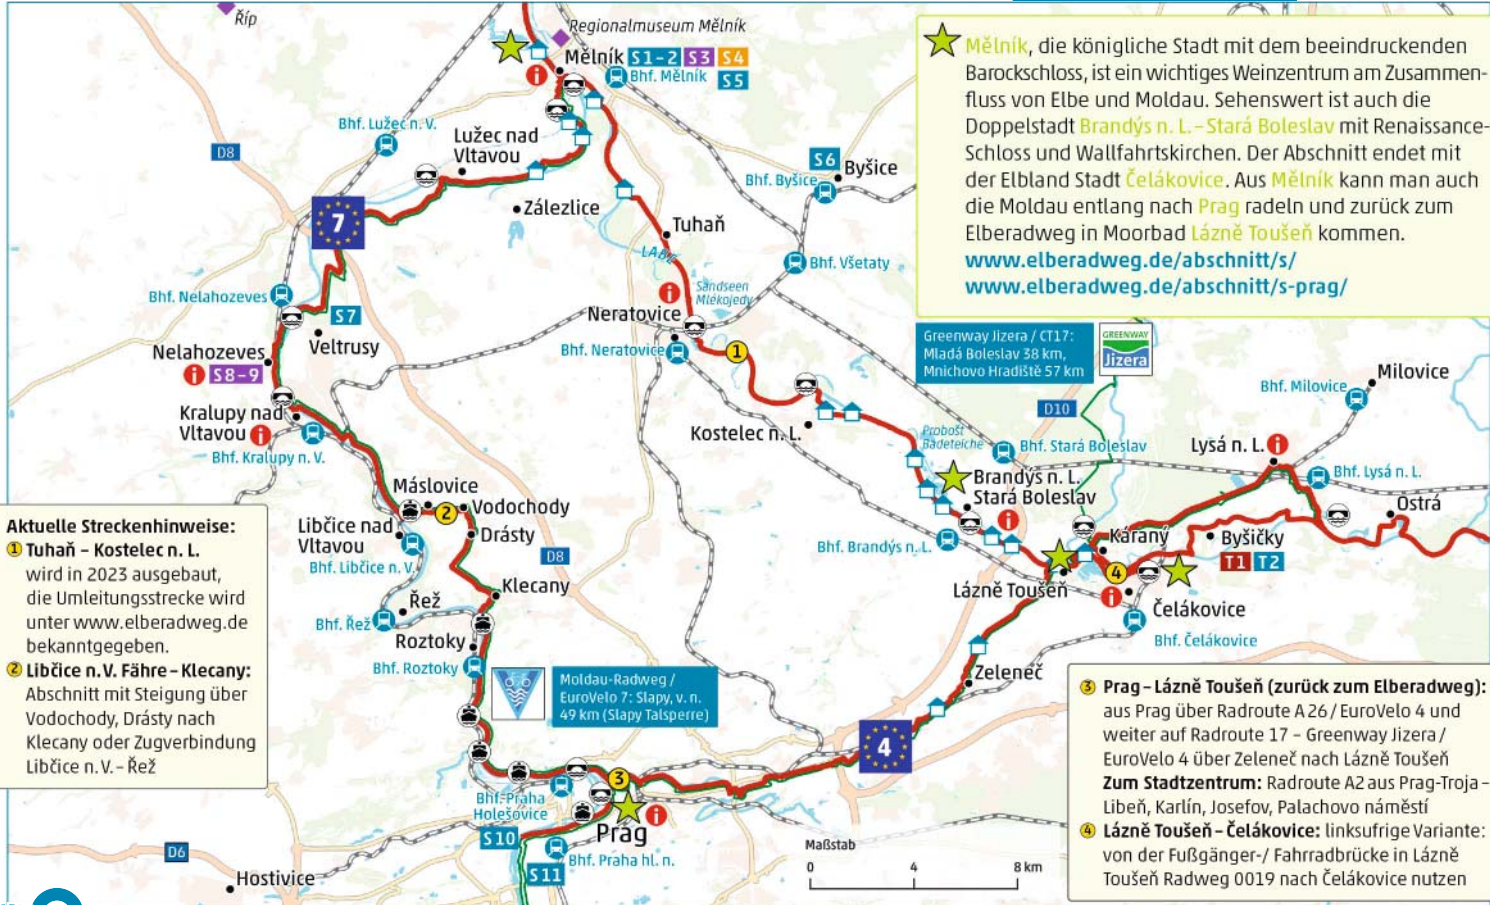 Říp
Regionalmuseum Mělník
Mělník S1-2 S3 S4
S5
Bhf. Mělník
Bhf. Lužec n. V.
D8
Lužec nad
Vltavou
7
Zálezlice
S6
Byšice
Bhf. Byšice
Tuhaň
LABE
Bhf. Všetaty
Sandseen
Mlékojedy
Mělník, die königliche Stadt mit dem beeindruckenden
Barockschloss, ist ein wichtiges Weinzentrum am Zusammen-
fluss von Elbe und Moldau. Sehenswert ist auch die
Doppelstadt Brandýs n. L. – Stará Boleslav mit Renaissance-
Schloss und Wallfahrtskirchen. Der Abschnitt endet mit
der Elbland Stadt Čelákovice. Aus Mělník kann man auch
die Moldau entlang nach Prag radeln und zurück zum
Elberadweg in Moorbad Lázně Toušeň kommen.
www.elberadweg.de/abschnitt/s/
www.elberadweg.de/abschnitt/s-prag/
Bhf. Nelahozeves
S7
Veltrusy
Nelahozeves
i S8-9
Neratovice
Bhf. Neratovice
1
Greenway Jizera / CT17:
Mladá Boleslav 38 km,
Mnichovo Hradiště 57 km
GREENWAY
Jizera
Kralupy nad
Vltavou i
Bhf. Kralupy n. V.
Kostelec n. L.
D10
Milovice
Bhf. Milovice
Probošt
Badeteiche
Bhf. Stará Boleslav
Lysá n. L. i
Bhf. Lysá n. L.
Brandýs n. L.
Stará Boleslav
Ostrá
Máslovice
2
Vodochody
Drásty
Libčice nad
Vltavou
Bhf. Libčice n. V.
D8
Bhf. Brandýs n. L.
Káraný
Byšičky
T1 T2
4
Lázně Toušeň
Čelákovice
Bhf. Čelákovice
Klecany
Řež
Bhf. Řež
Roztoky
Bhf. Roztoky
Aktuelle Streckenhinweise:
1 Tuhaň – Kostelec n. L.
wird in 2023 ausgebaut,
die Umleitungsstrecke wird
unter www.elberadweg.de
bekanntgegeben.
2 Libčice n. V. Fähre – Klecany:
Abschnitt mit Steigung über
Vodochody, Drásty nach
Klecany oder Zugverbindung
Libčice n. V. – Řež
Moldau-Radweg /
EuroVelo 7: Slapy, v. n.
49 km (Slapy Talsperre)
Zeleneč
4
3
Bhf. Praha
Holešovice
Prag
S10
S11
Bhf. Praha hl. n.
D6
Hostivice
Maßstab
0 4 8 km
3 Prag – Lázně Toušeň (zurück zum Elberadweg):
aus Prag über Radroute A 26 / EuroVelo 4 und
weiter auf Radroute 17 – Greenway Jizera /
EuroVelo 4 über Zeleneč nach Lázně Toušeň
Zum Stadtzentrum: Radroute A2 aus Prag-Troja –
Libeň, Karlín, Josefov, Palachovo náměstí
4 Lázně Toušeň – Čelákovice: linksufrige Variante:
von der Fußgänger-/ Fahrradbrücke in Lázně
Toušeň Radweg 0019 nach Čelákovice nutzen